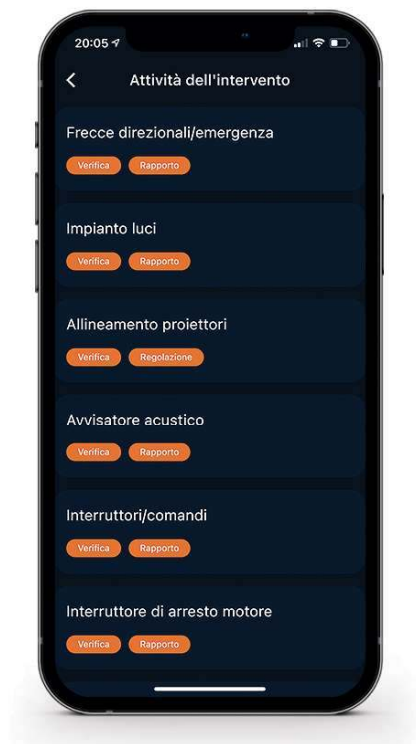 20:05
Attività dell'intervento
Frecce direzionali/emergenza
Verifica Rapporto
Impianto luci
Verifica Rapporto
Allineamento proiettori
Verifica Regolazione
Avvisatore acustico
Verifica Rapporto
Interruttori/comandi
Verifica Rapporto
Interruttore di arresto motore
Verifica Rapporto